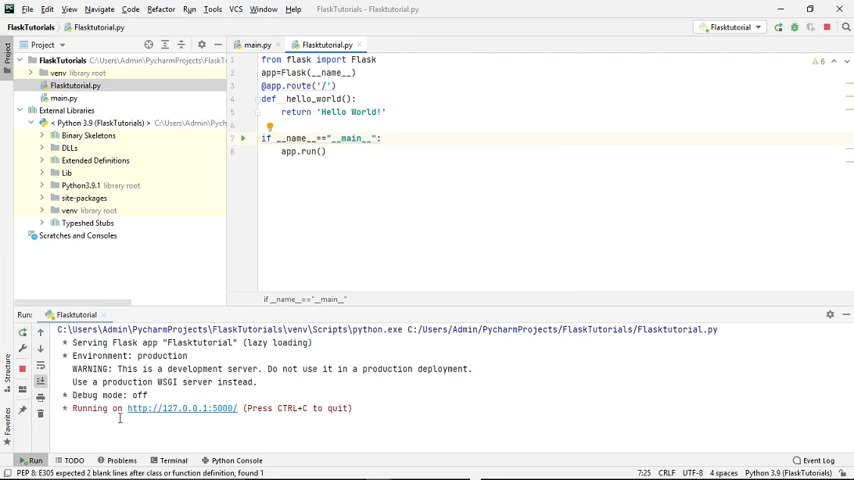 File Edit View Navigate Code Refactor Run Tools VCS Window Help
FlaskTutorials Flasktutorial.py
Flasktutorial
Project
main.py Flasktutorial.py
FlaskTutorials C:\Users\Admin\PycharmProjects\FlaskT
venv library root
Flasktutorial.py
main.py
External Libraries
< Python 3.9 (FlaskTutorials) > C:\Users\Admin\P
Binary Skeletons
DLLs
Extended Definitions
Lib
Python3.9.1 library root
site-packages
venv library root
Typeshed Stubs
Scratches and Consoles
1 from flask import Flask
2 app=Flask(__name__)
3 @app.route('/')
4 def __hello_world():
5 return 'Hello World!'
6
7 if __name__=="__main__":
8 app.run()
6
if __name__=="__main__"
Project
Structure
Favorites
Run: Flasktutorial
C:\Users\Admin\PycharmProjects\FlaskTutorials\venv\Scripts\python.exe C:/Users/Admin/PycharmProjects/FlaskTutorials/Flasktutorial.py
* Serving Flask app "Flasktutorial" (lazy loading)
* Environment: production
WARNING: This is a development server. Do not use it in a production deployment.
Use a production WSGI server instead.
* Debug mode: off
* Running on http://127.0.0.1:5000/ (Press CTRL+C to quit)
Run TODO Problems Terminal Python Console Event Log
PEP 8: E305 expected 2 blank lines after class or function definition, found 1 7:25 CRLF UTF-8 4 spaces Python 3.9 (FlaskTutorials)